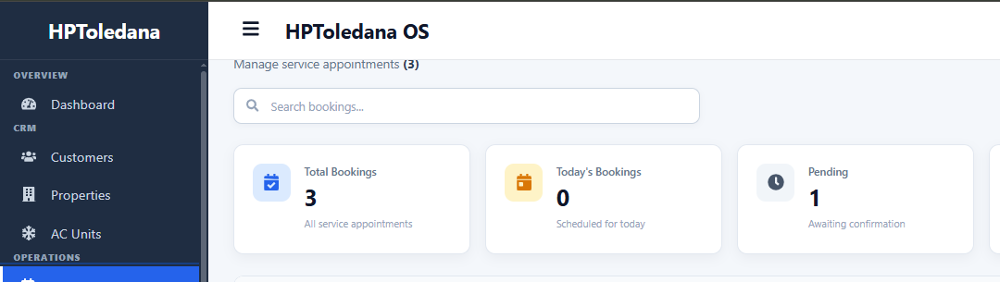 HPToledana
HPToledana OS
OVERVIEW
Dashboard
CRM
Customers
Properties
AC Units
OPERATIONS
Manage service appointments (3)
Search bookings...
Total Bookings
3
All service appointments
Today's Bookings
0
Scheduled for today
Pending
1
Awaiting confirmation